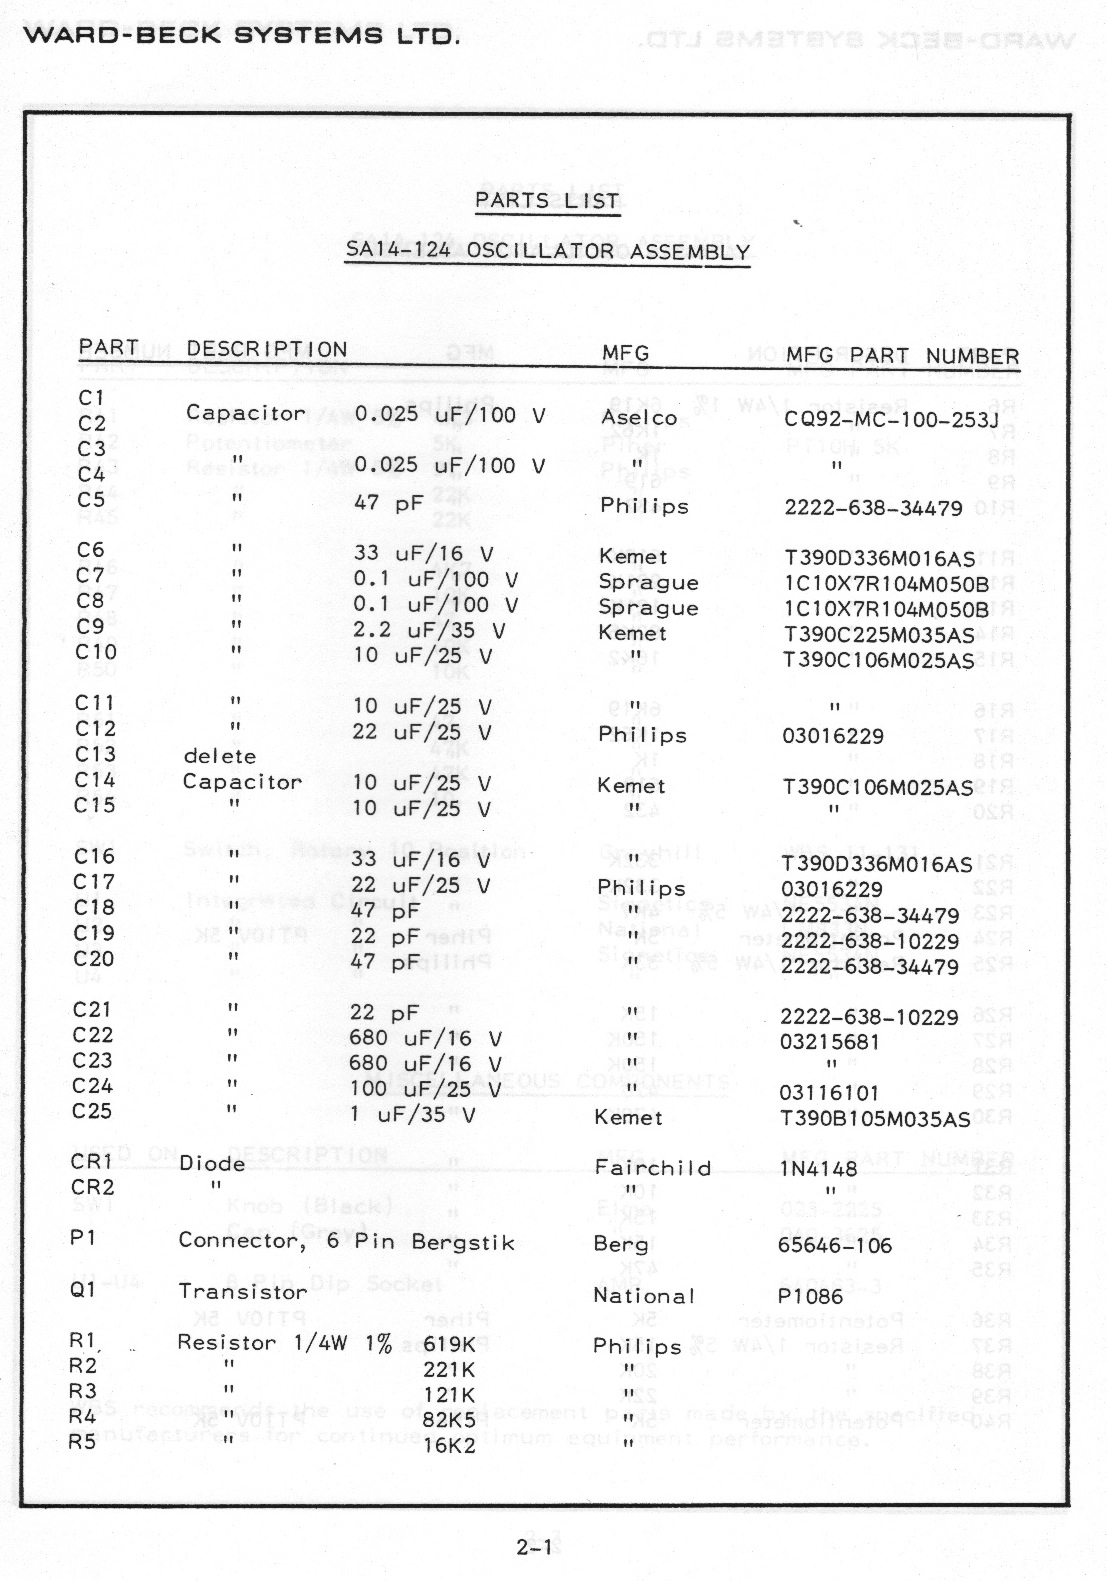 WARD-BECK SYSTEMS LTD.
PARTS LIST
SA14-124 OSCILLATOR ASSEMBLY
PART DESCRIPTION MFG MFG PART NUMBER
C1
C2 Capacitor 0.025 uF/100 V Aselco CQ92-MC-100-253J
C3
C4 " 0.025 uF/100 V " "
C5 " 47 pF Philips 2222-638-34479
C6 " 33 uF/16 V Kemet T390D336M016AS
C7 " 0.1 uF/100 V Sprague 1C10X7R104M050B
C8 " 0.1 uF/100 V Sprague 1C10X7R104M050B
C9 " 2.2 uF/35 V Kemet T390C225M035AS
C10 " 10 uF/25 V " T390C106M025AS
C11 " 10 uF/25 V " "
C12 " 22 uF/25 V Philips 03016229
C13 delete
C14 Capacitor 10 uF/25 V Kemet T390C106M025AS
C15 " 10 uF/25 V " "
C16 " 33 uF/16 V " T390D336M016AS
C17 " 22 uF/25 V Philips 03016229
C18 " 47 pF " 2222-638-34479
C19 " 22 pF " 2222-638-10229
C20 " 47 pF " 2222-638-34479
C21 " 22 pF " 2222-638-10229
C22 " 680 uF/16 V " 03215681
C23 " 680 uF/16 V " "
C24 " 100 uF/25 V " 03116101
C25 " 1 uF/35 V Kemet T390B105M035AS
CR1 Diode Fairchild 1N4148
CR2 " " "
P1 Connector, 6 Pin Bergstik Berg 65646-106
Q1 Transistor National P1086
R1 Resistor 1/4W 1% 619K Philips
R2 " 221K "
R3 " 121K "
R4 " 82K5 "
R5 " 16K2 "
2-1